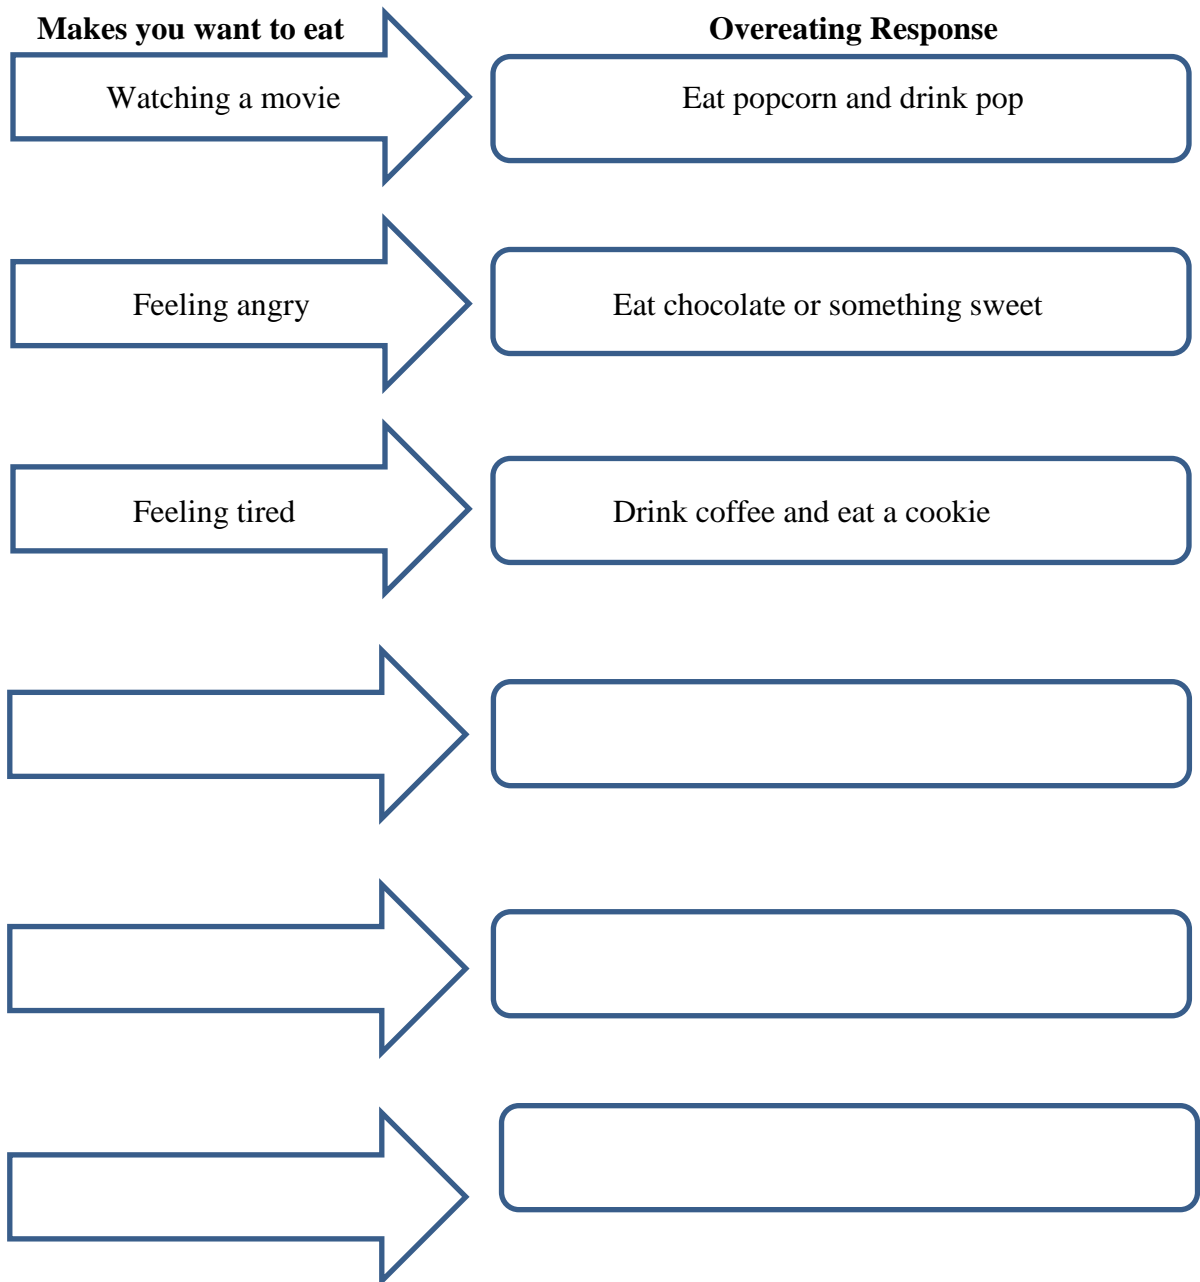 Makes you want to eat
Overeating Response
Watching a movie
Eat popcorn and drink pop
Feeling angry
Eat chocolate or something sweet
Feeling tired
Drink coffee and eat a cookie